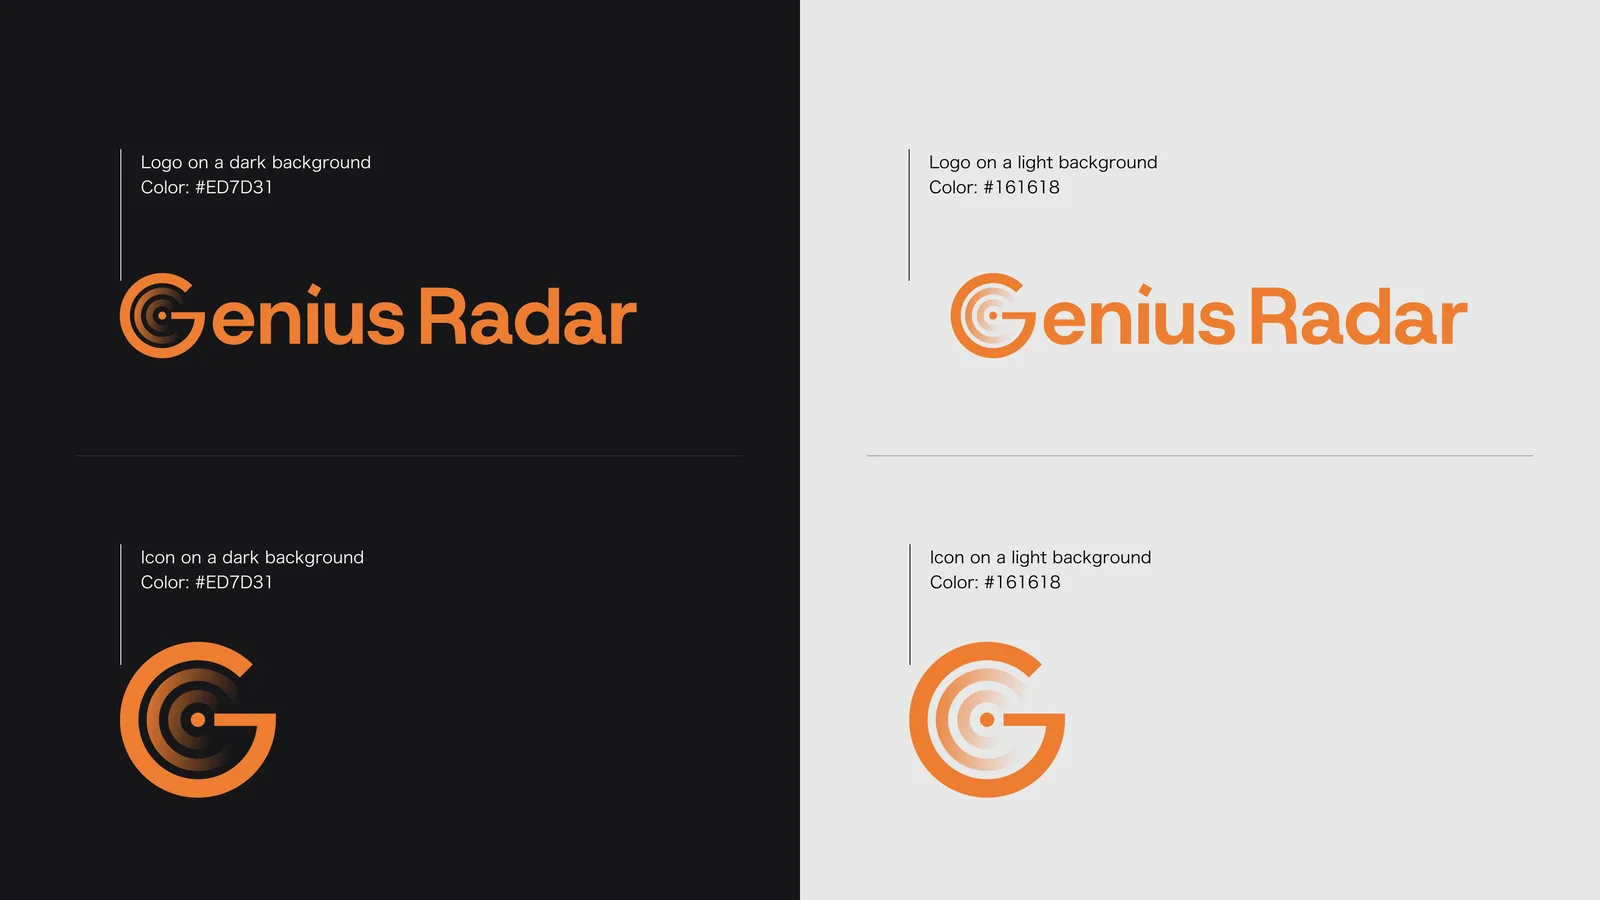 Logo on a dark background
Color: #ED7D31
Genius Radar
Icon on a dark background
Color: #ED7D31
G
Logo on a light background
Color: #161618
Genius Radar
Icon on a light background
Color: #161618
G